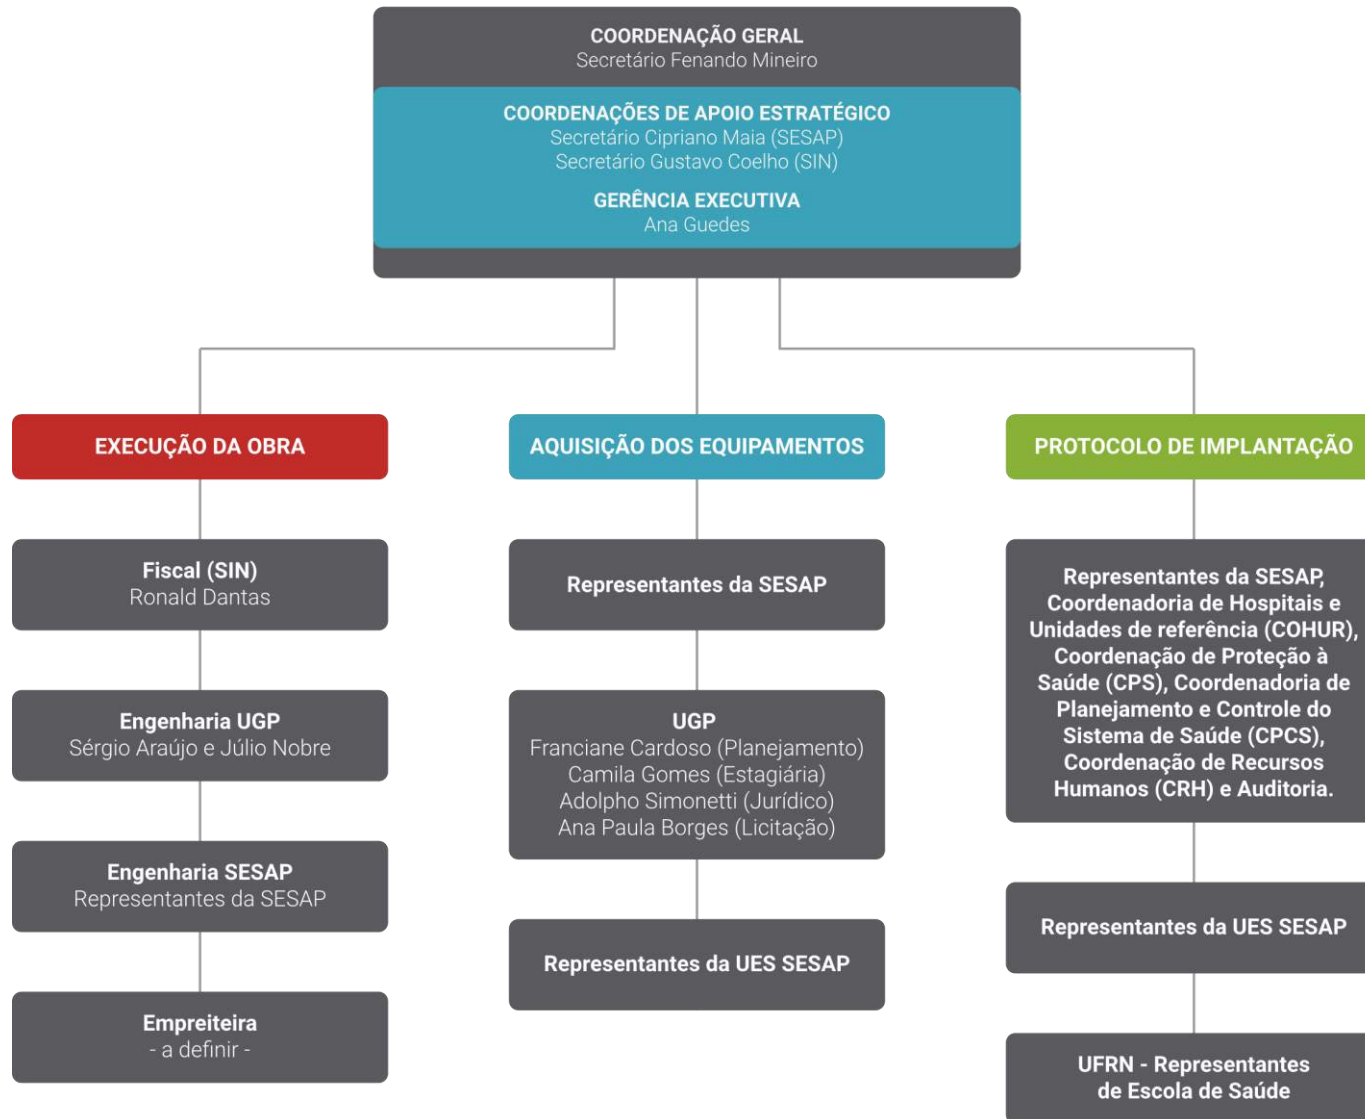 COORDENAÇÃO GERAL
Secretário Fenando Mineiro
COORDENAÇÕES DE APOIO ESTRATÉGICO
Secretário Cipriano Maia (SESAP)
Secretário Gustavo Coelho (SIN)
GERÊNCIA EXECUTIVA
Ana Guedes
EXECUÇÃO DA OBRA
Fiscal (SIN)
Ronald Dantas
Engenharia UGP
Sérgio Araújo e Júlio Nobre
Engenharia SESAP
Representantes da SESAP
Empreiteira
- a definir -
AQUISIÇÃO DOS EQUIPAMENTOS
Representantes da SESAP
UGP
Franciane Cardoso (Planejamento)
Camila Gomes (Estagiária)
Adolpho Simonetti (Jurídico)
Ana Paula Borges (Licitação)
Representantes da UES SESAP
PROTOCOLO DE IMPLANTAÇÃO
Representantes da SESAP,
Coordenadoria de Hospitais e
Unidades de referência (COHUR),
Coordenação de Proteção à
Saúde (CPS), Coordenadoria de
Planejamento e Controle do
Sistema de Saúde (CPCS),
Coordenação de Recursos
Humanos (CRH) e Auditoria.
Representantes da UES SESAP
UFRN - Representantes
de Escola de Saúde